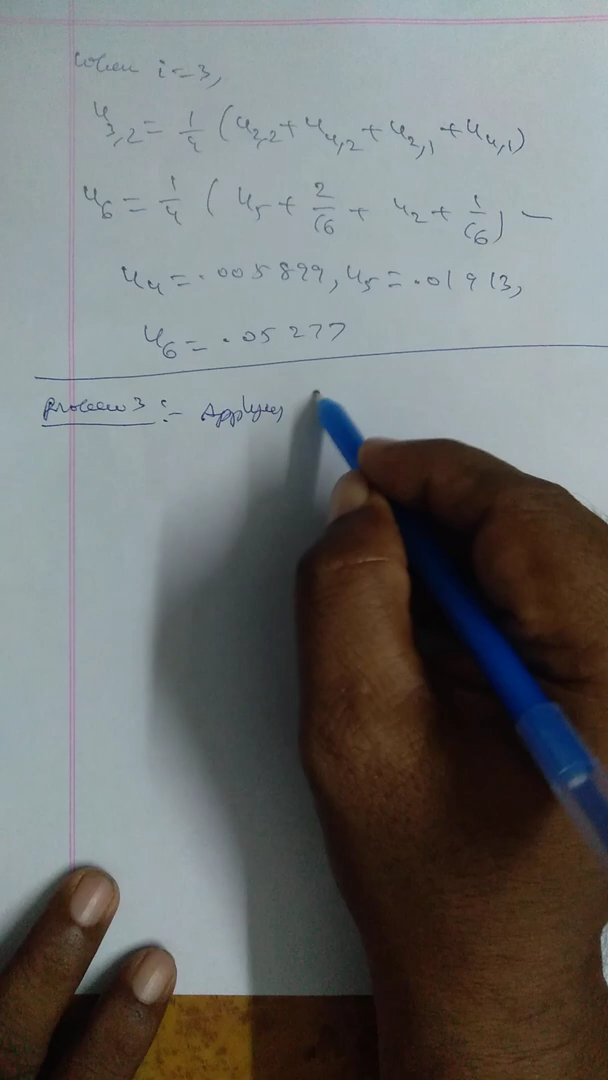 when i=3,
u3,2 = 1/4 (u2,2 + u4,2 + u2,1 + u4,1)
u6 = 1/4 (u5 + 2/16 + u2 + 1/16) —
u4 = .005899, u5 = .01913,
u6 = .05277
problem 3 :- Applying